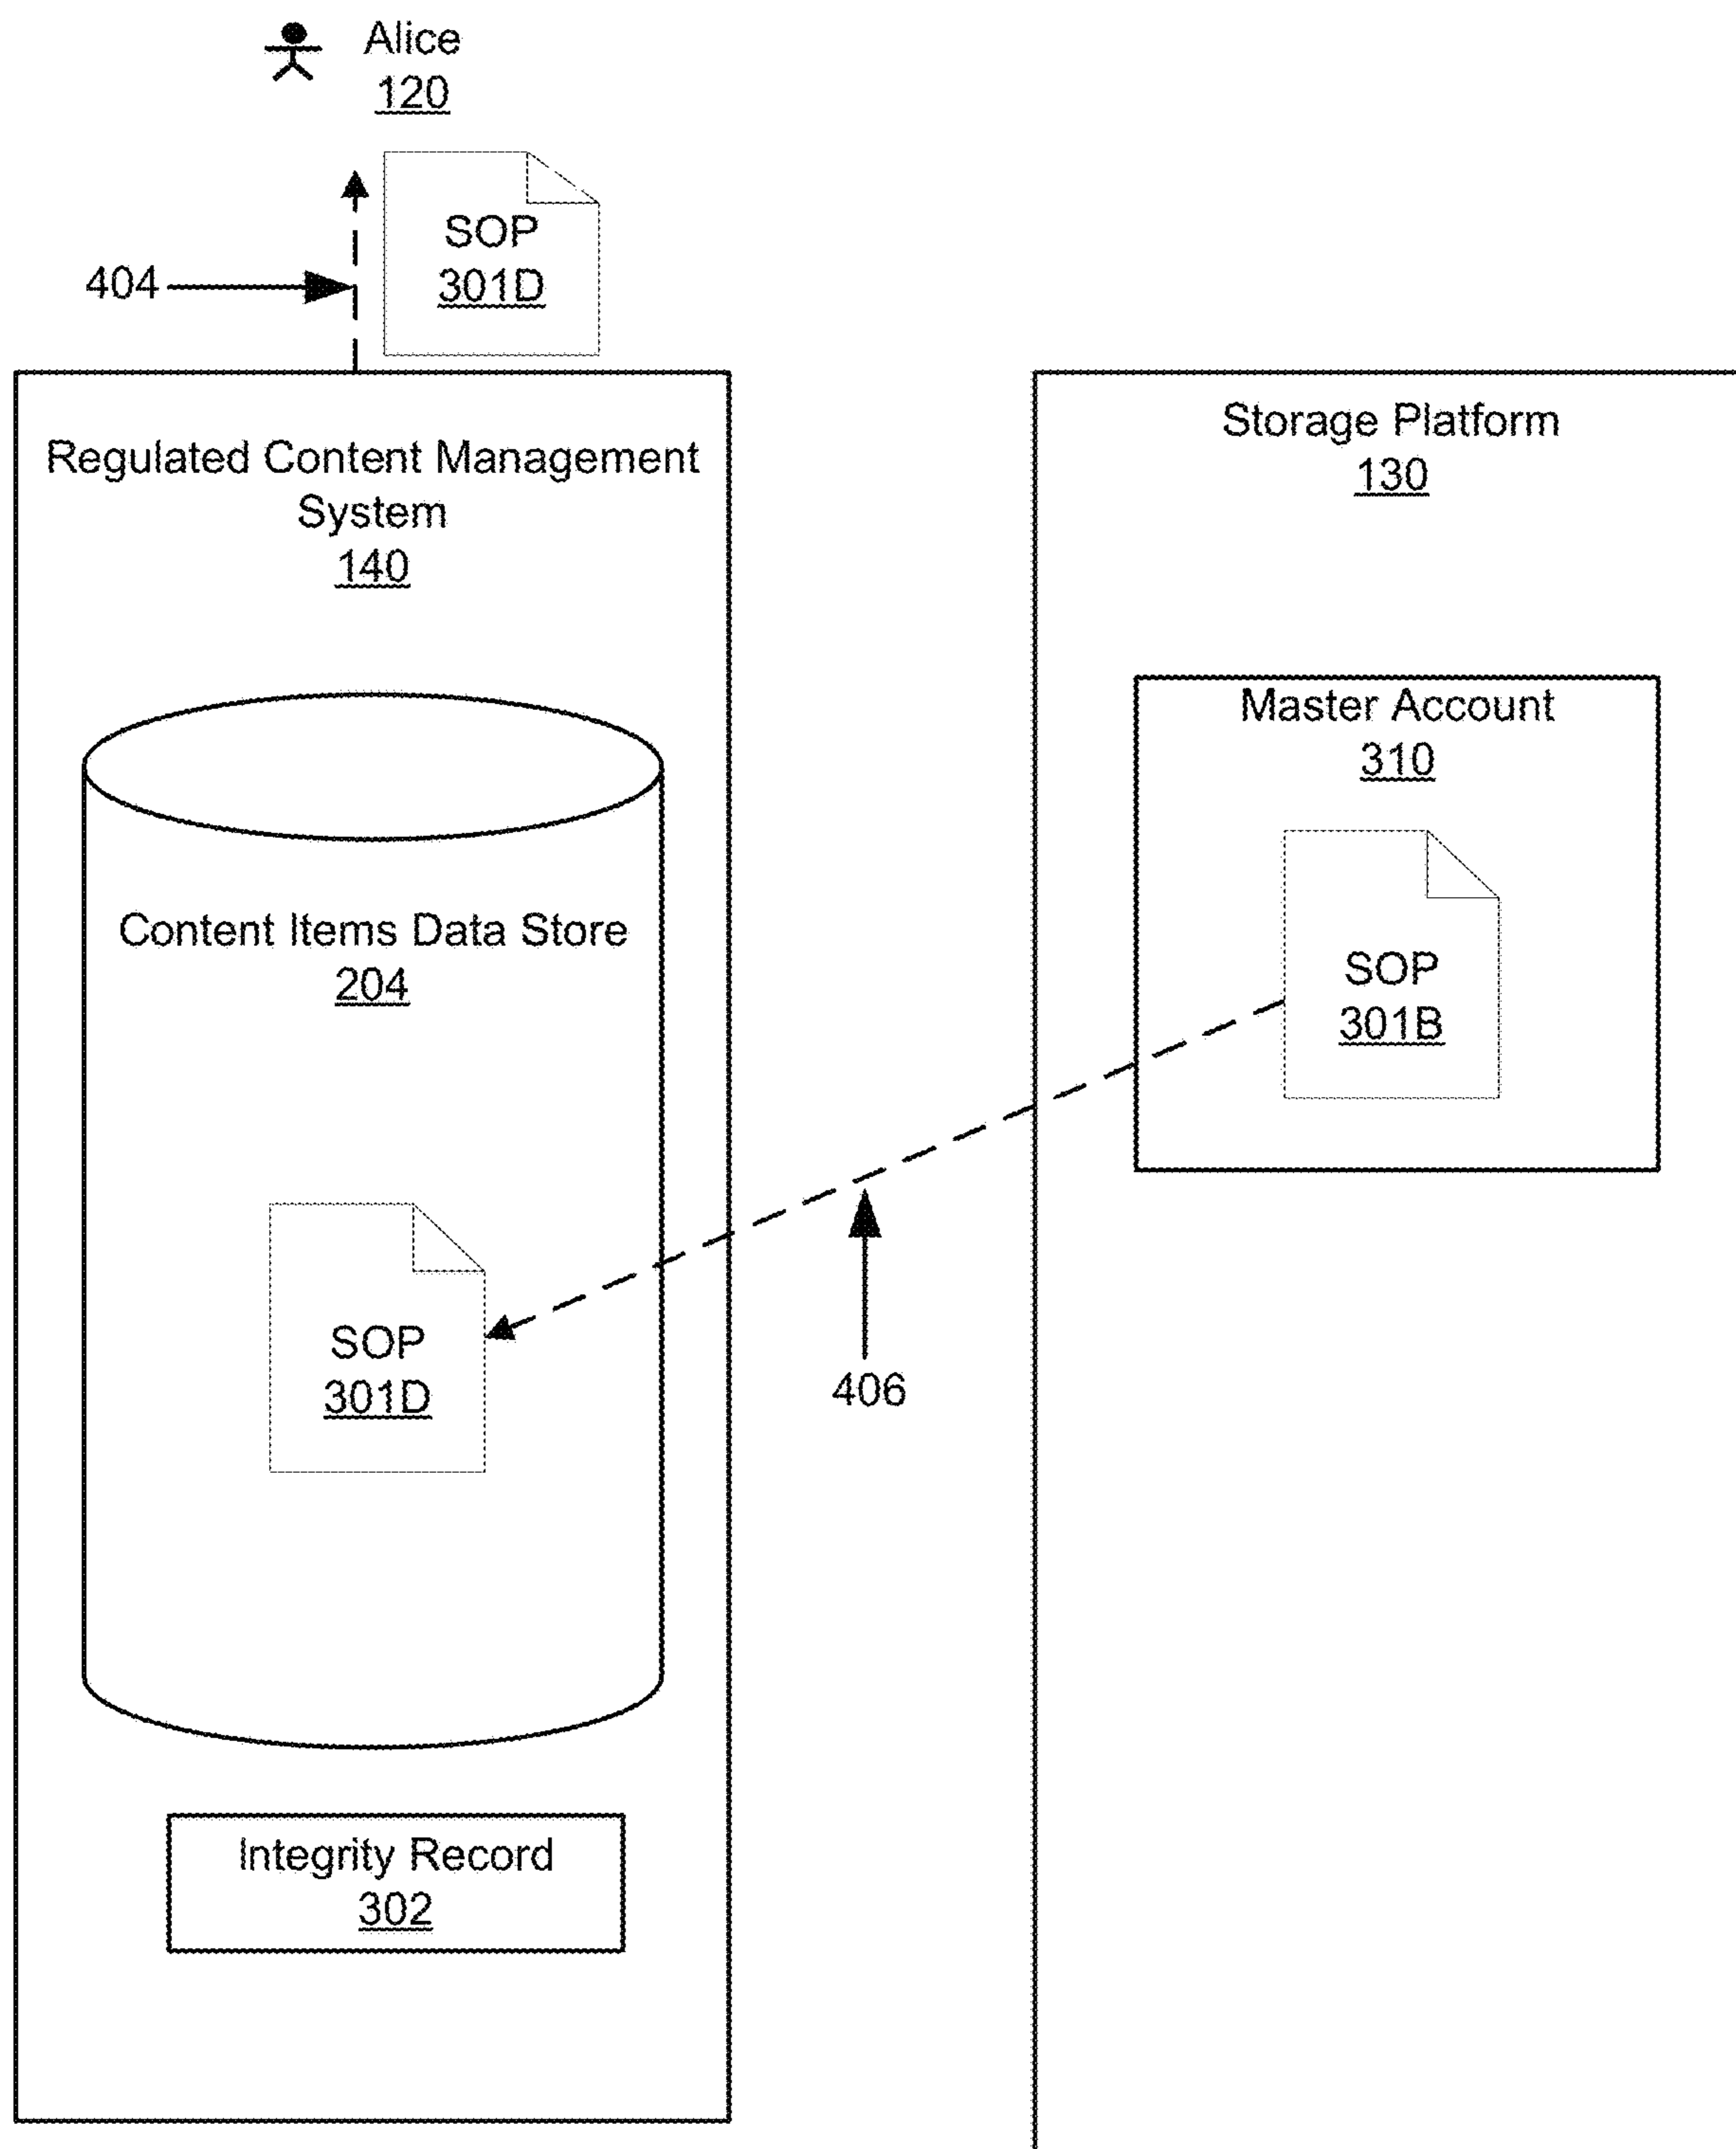 Alice
120
SOP
301D
404
Regulated Content Management
System
140
Storage Platform
130
Master Account
310
Content Items Data Store
204
SOP
301B
SOP
301D
406
Integrity Record
302